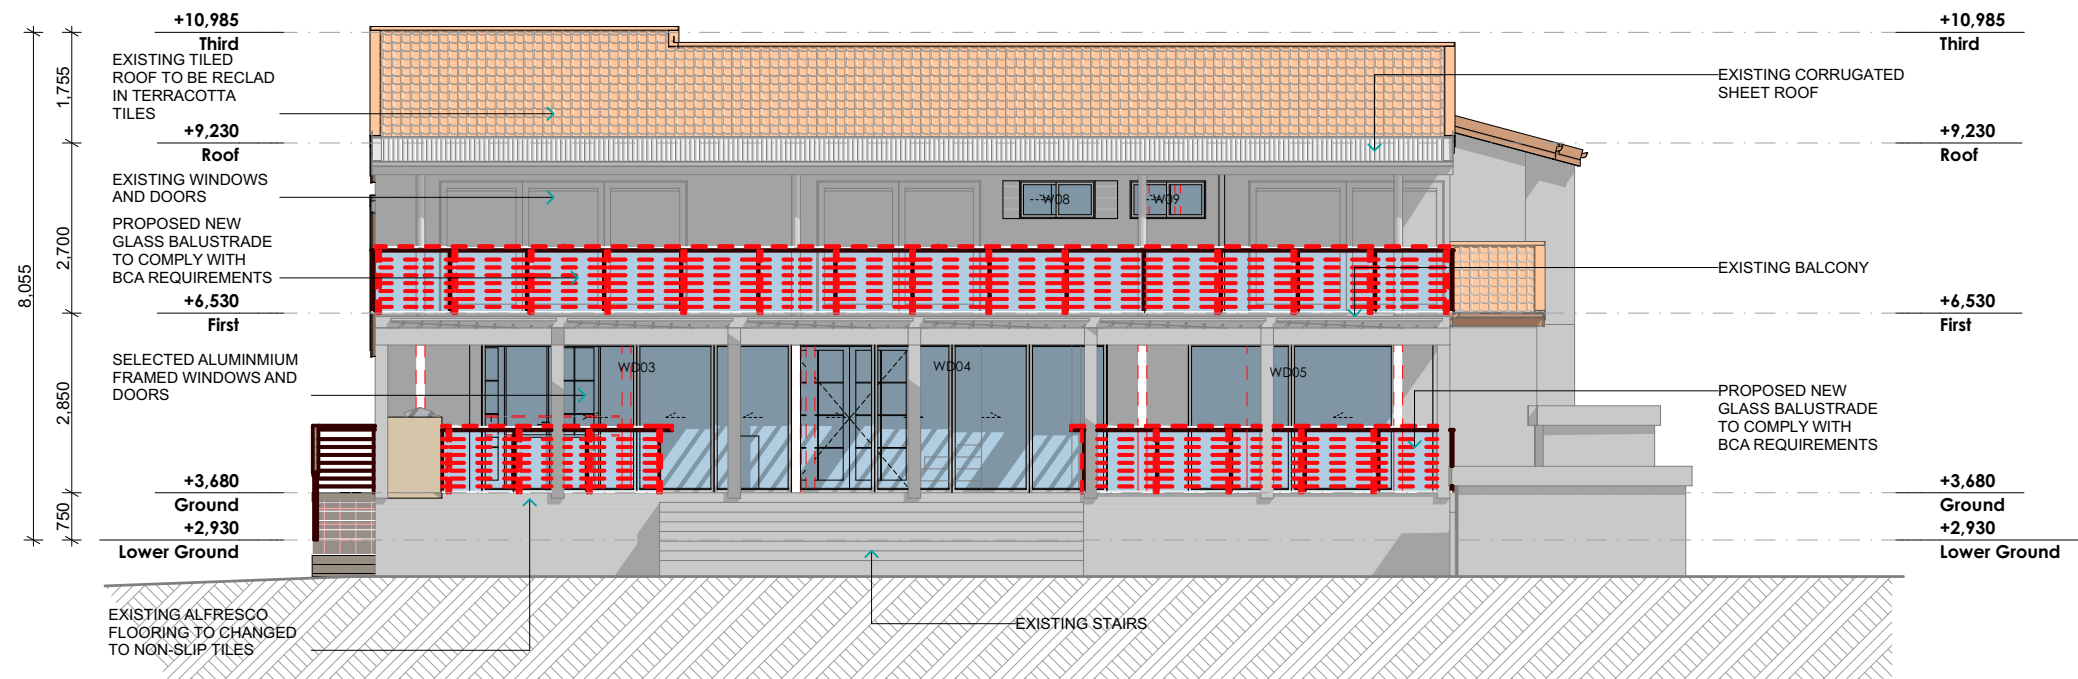 +10,985
Third
EXISTING TILED
ROOF TO BE RECLAD
IN TERRACOTTA
TILES
+9,230
Roof
EXISTING WINDOWS
AND DOORS
PROPOSED NEW
GLASS BALUSTRADE
TO COMPLY WITH
BCA REQUIREMENTS
+6,530
First
SELECTED ALUMINMIUM
FRAMED WINDOWS AND
DOORS
+3,680
Ground
+2,930
Lower Ground
EXISTING ALFRESCO
FLOORING TO CHANGED
TO NON-SLIP TILES
8,055
1,755
2,700
2,850
750
W08
W09
WD03
WD04
WD05
EXISTING STAIRS
+10,985
Third
EXISTING CORRUGATED
SHEET ROOF
+9,230
Roof
EXISTING BALCONY
+6,530
First
PROPOSED NEW
GLASS BALUSTRADE
TO COMPLY WITH
BCA REQUIREMENTS
+3,680
Ground
+2,930
Lower Ground